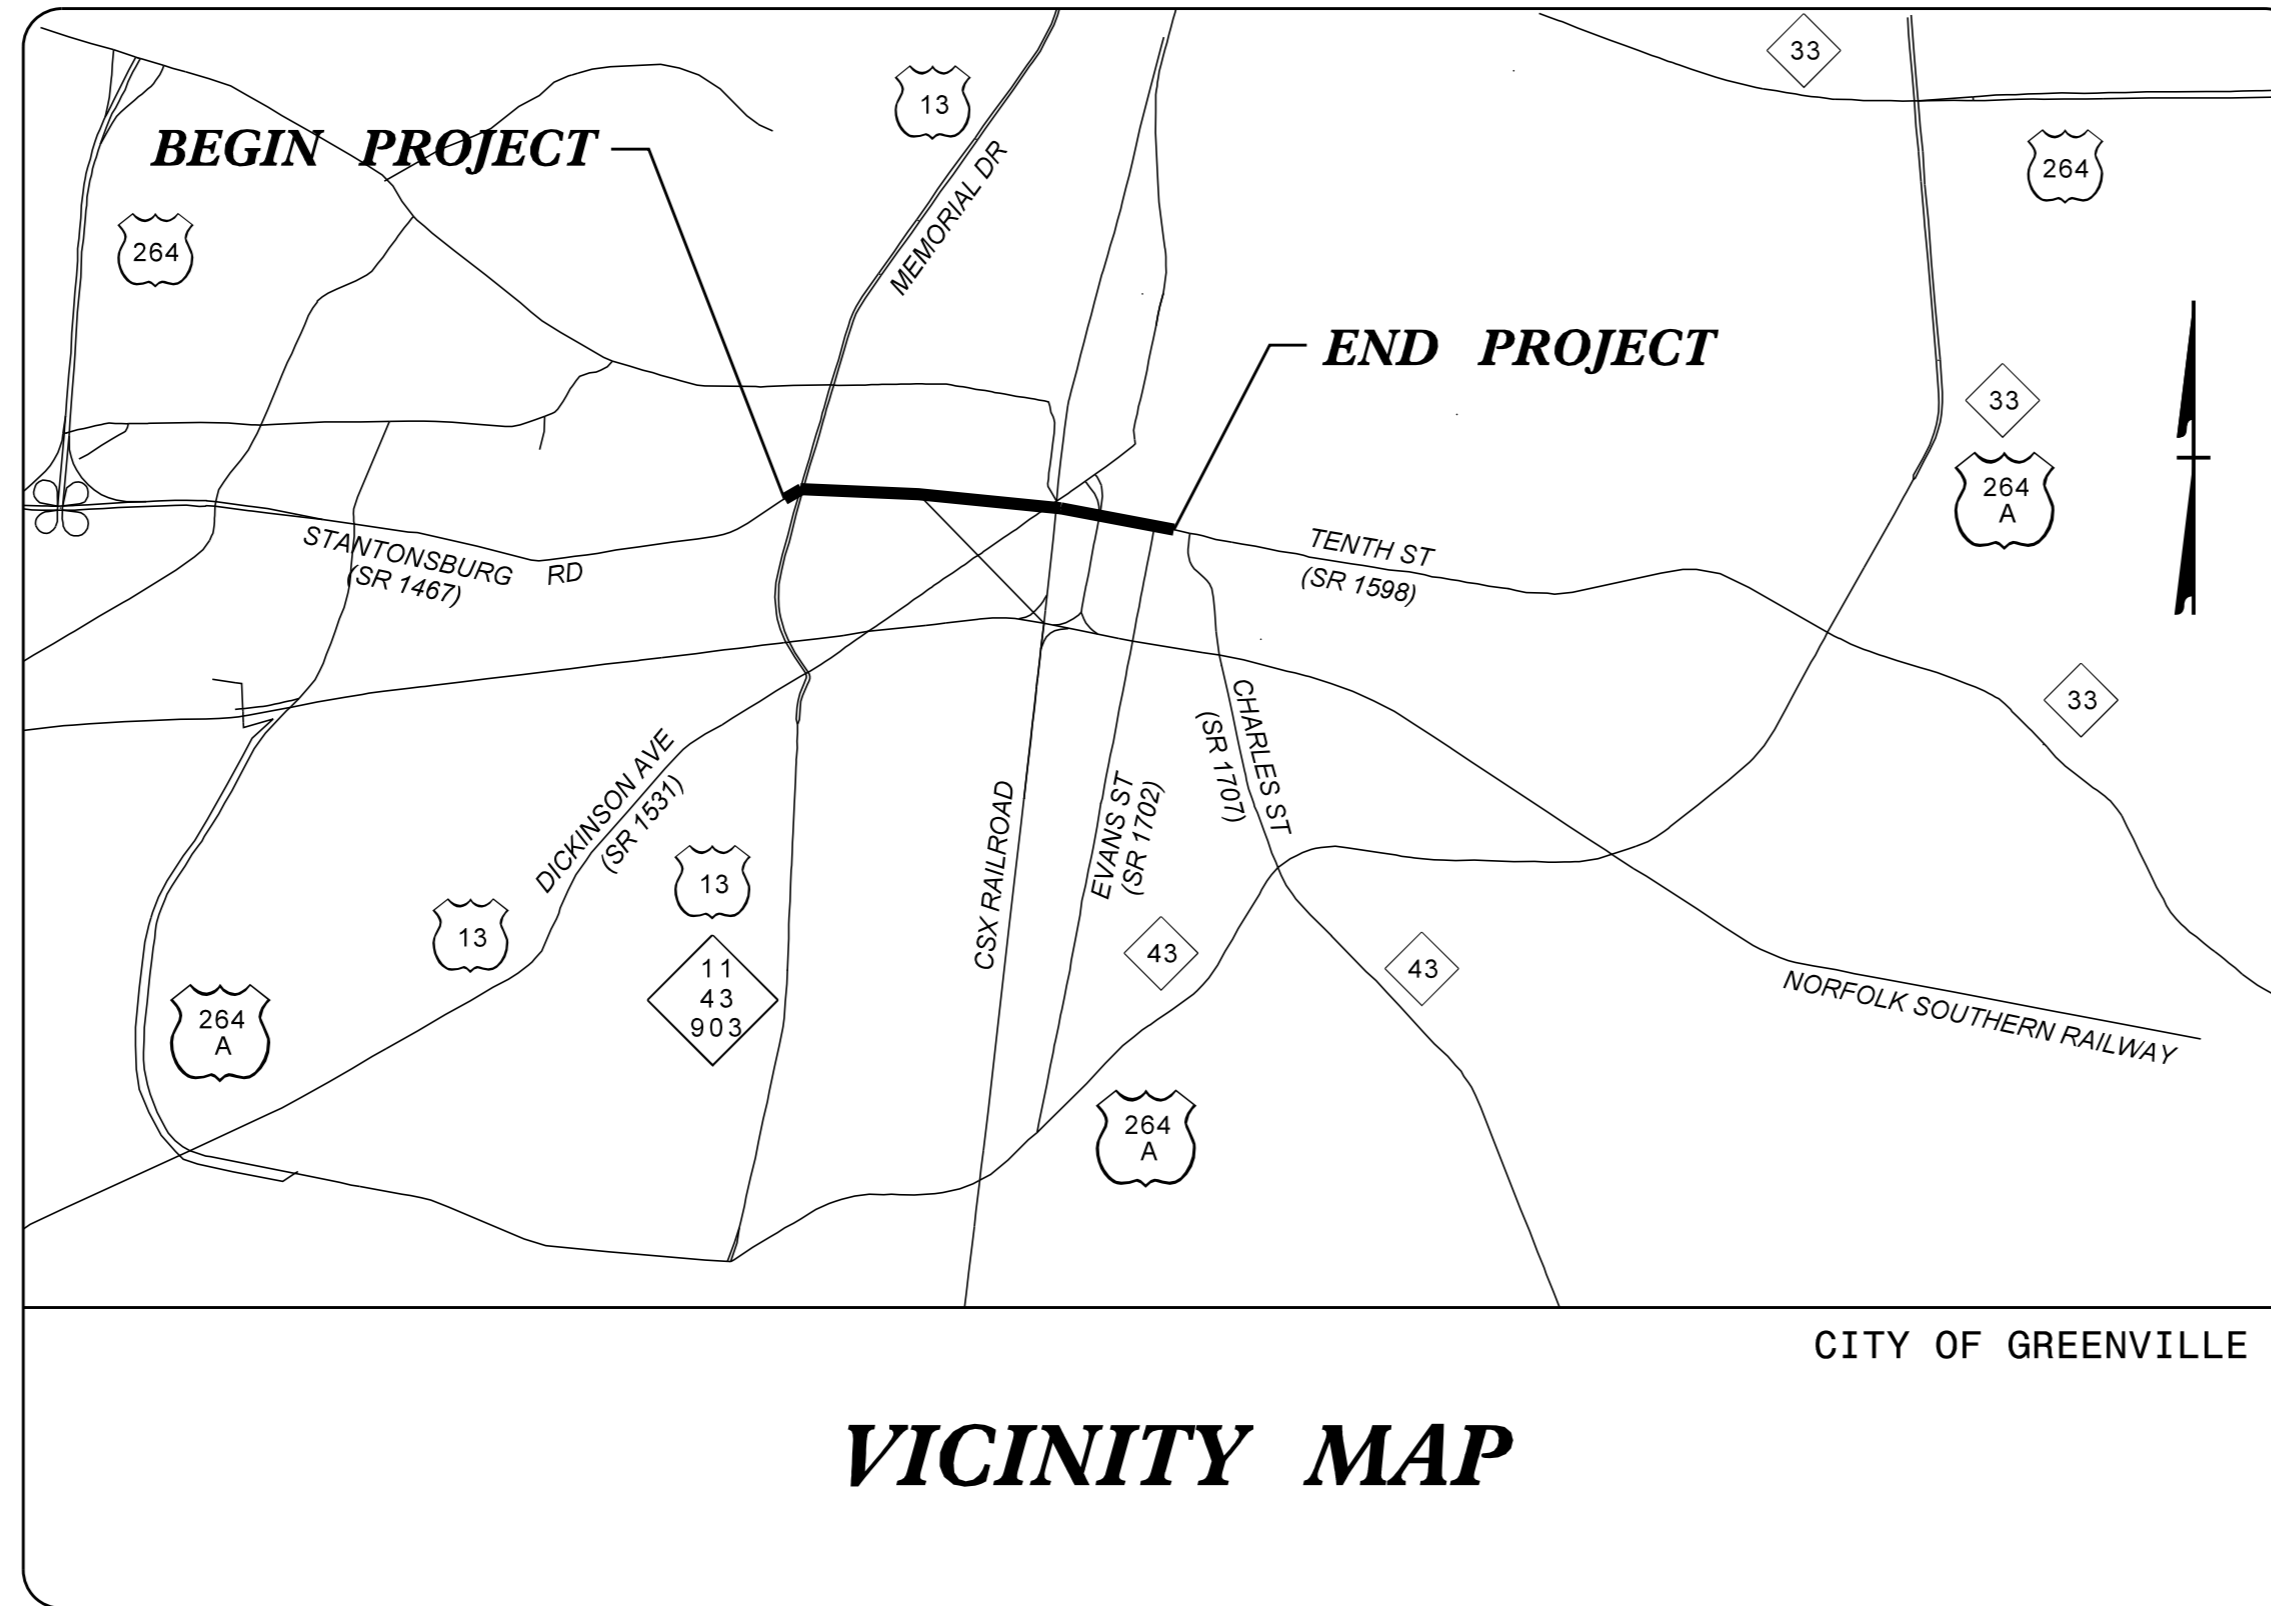 33
13
BEGIN PROJECT
264
MEMORIAL DR
264
END PROJECT
33
264
A
STANTONSBURG RD
(SR 1467)
TENTH ST
(SR 1598)
33
DICKINSON AVE
(SR 1531)
CHARLES ST
(SR 1707)
CSX RAILROAD
EVANS ST
(SR 1702)
13
13
11
43
903
43
43
NORFOLK SOUTHERN RAILWAY
264
A
264
A
CITY OF GREENVILLE
VICINITY MAP